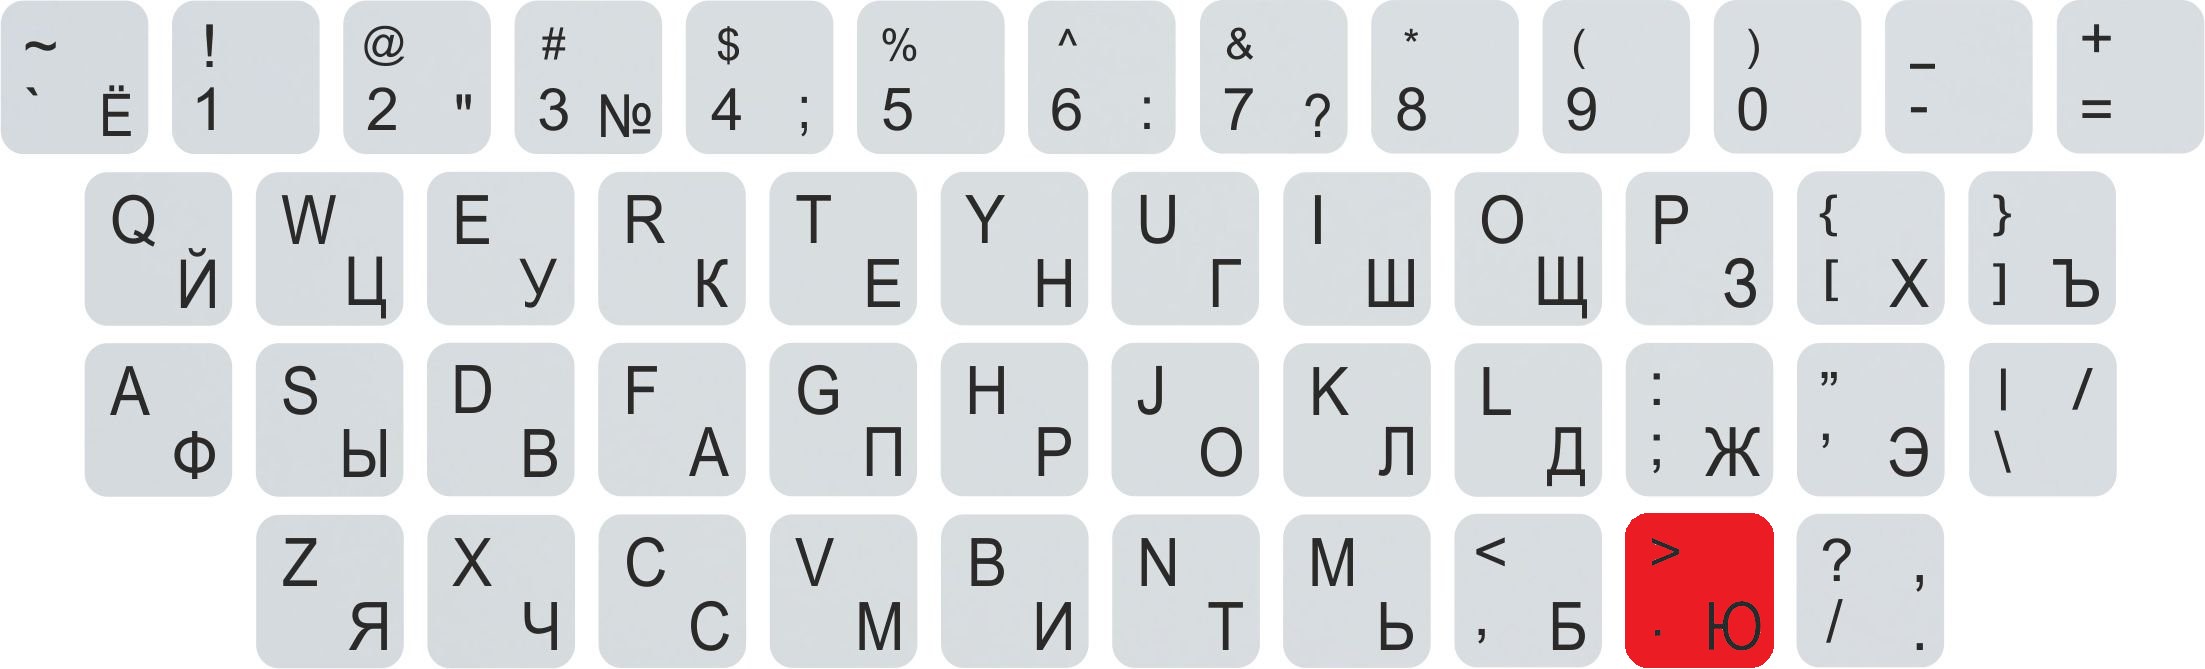 ~ ! @ # $ % ^ & * ( ) _ +
` Ё 1 2 " 3 № 4 ; 5 6 : 7 ? 8 9 0 - =
Q W E R T Y U I O P { }
Й Ц У К Е Н Г Ш Щ З [ Х ] Ъ
A S D F G H J K L : ” | /
Ф Ы В А П Р О Л Д ; Ж ’ Э \
Z X C V B N M < > ? ,
Я Ч С М И Т Ь , Б . Ю / .